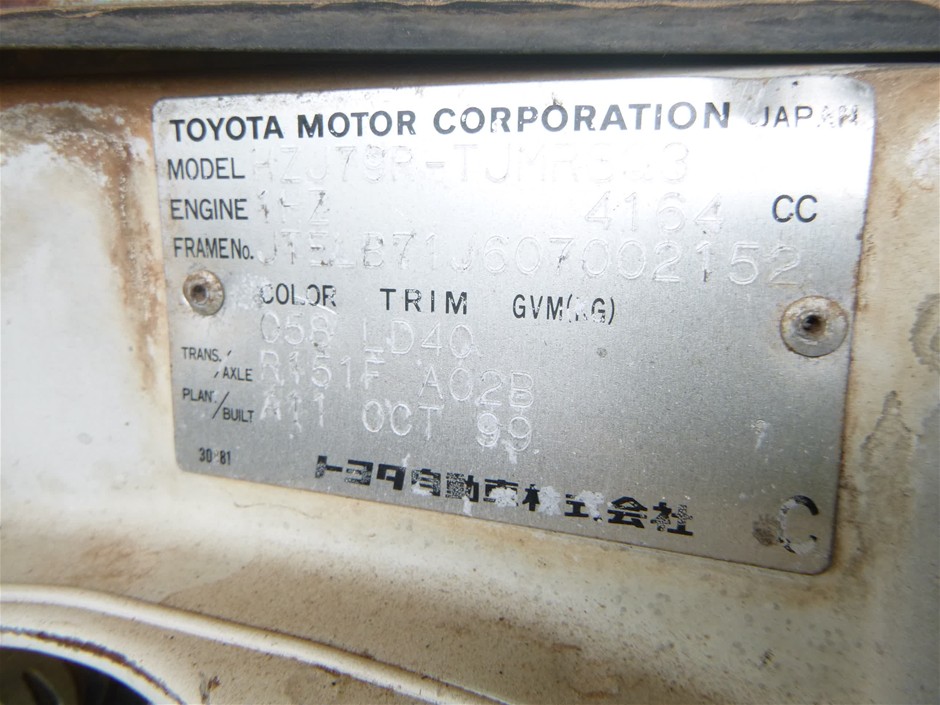 TOYOTA MOTOR CORPORATION JAPAN
MODEL HZJ79R-TJMRSQ3
ENGINE 1HZ 4164 CC
FRAME No. JTELB71J607002152
COLOR TRIM GVM(KG)
058 LD40
TRANS./AXLE R151F A02B
PLAN./BUILT A11 OCT 99
30-81
トヨタ自動車株式会社
C